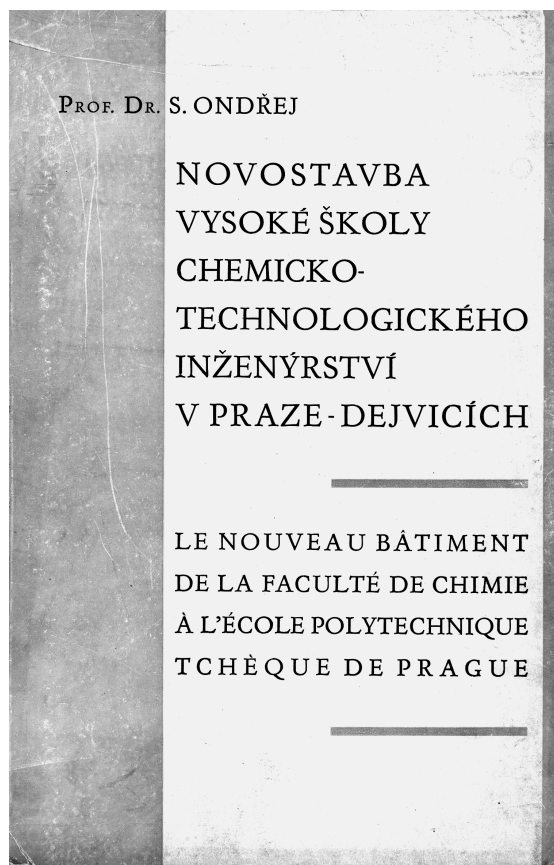 PROF. DR. S. ONDŘEJ
NOVOSTAVBA
VYSOKÉ ŠKOLY
CHEMICKO-
TECHNOLOGICKÉHO
INŽENÝRSTVÍ
V PRAZE-DEJVICÍCH
LE NOUVEAU BÂTIMENT
DE LA FACULTÉ DE CHIMIE
À L'ÉCOLE POLYTECHNIQUE
TCHÈQUE DE PRAGUE